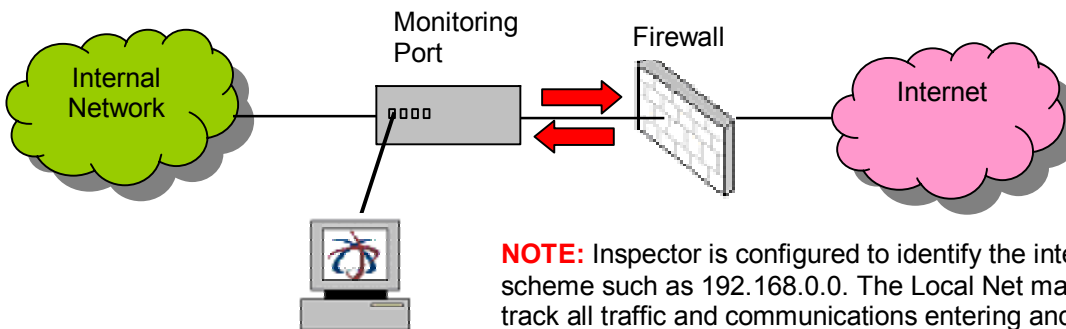 Monitoring
Port
Firewall
Internal
Network
Internet
NOTE: Inspector is configured to identify the inte
scheme such as 192.168.0.0. The Local Net ma
track all traffic and communications entering and